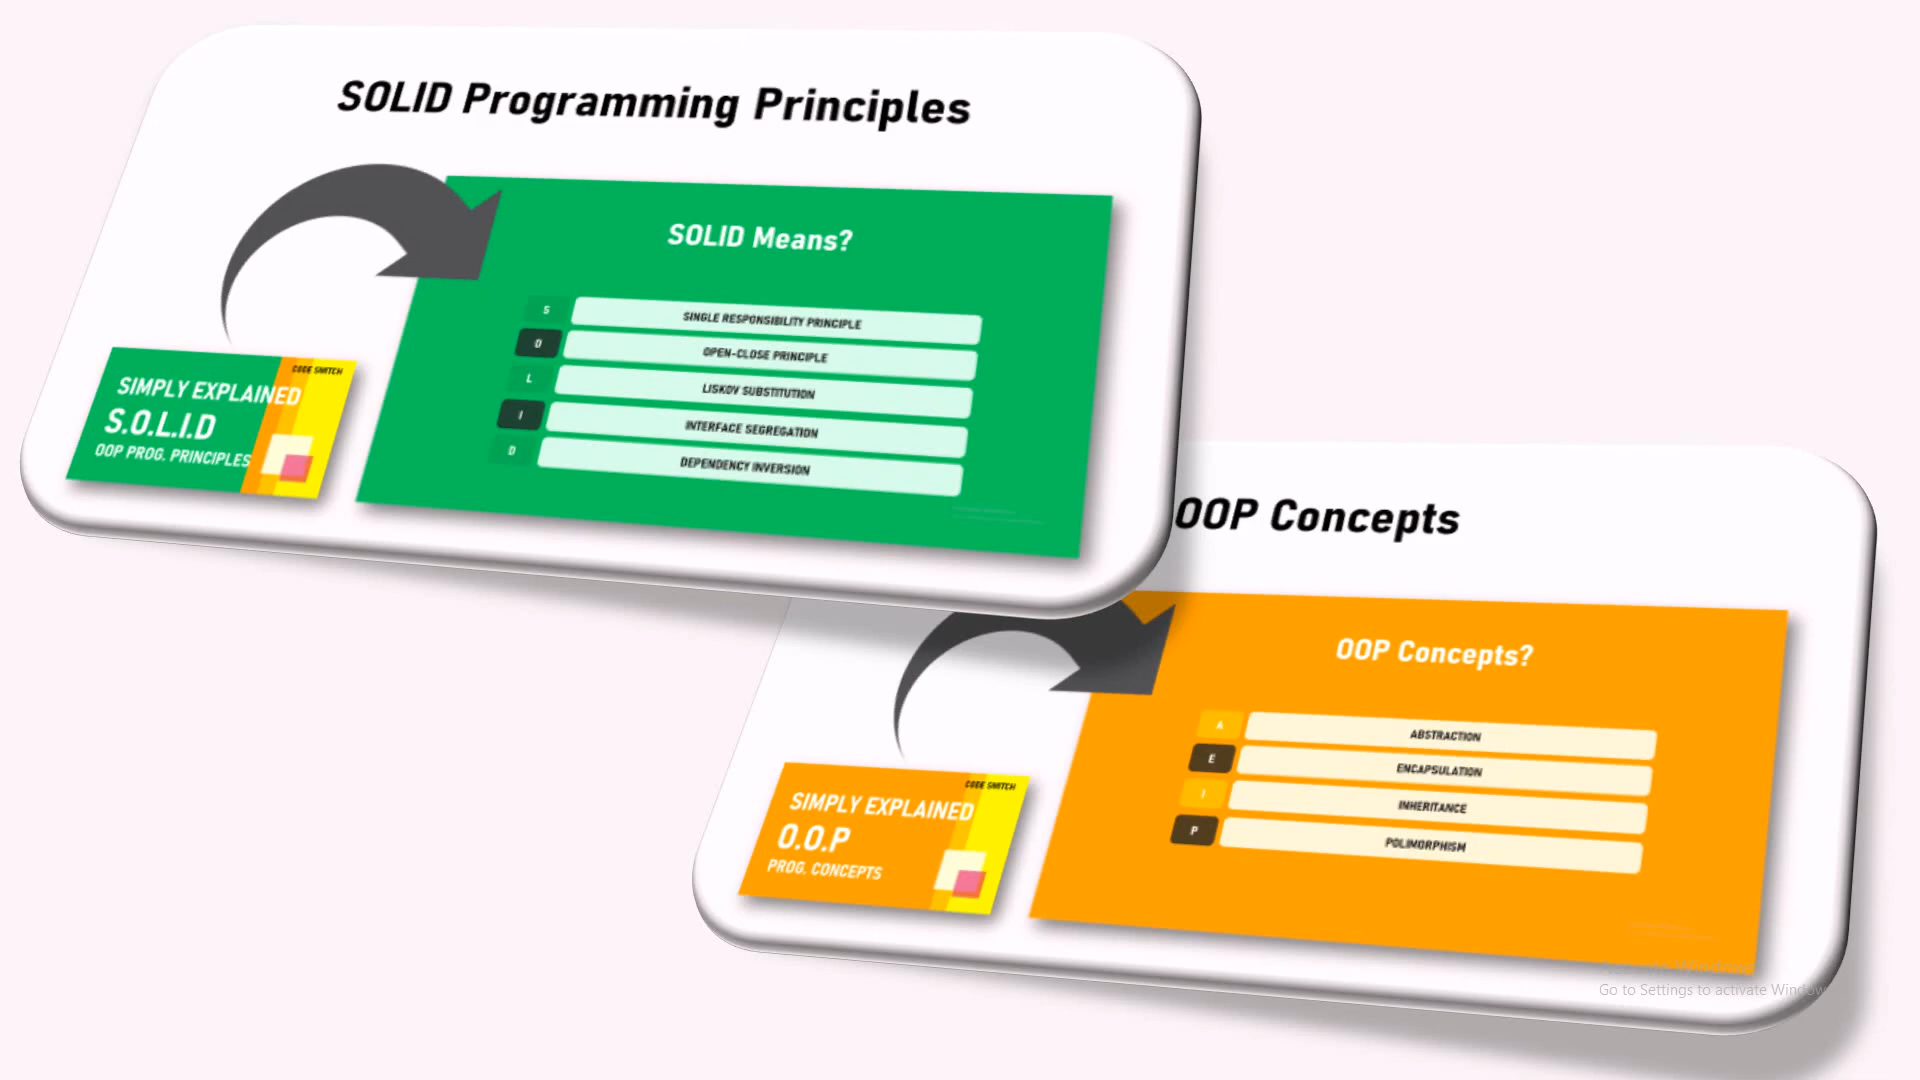 SOLID Programming Principles
SOLID Means?
S SINGLE RESPONSIBILITY PRINCIPLE
O OPEN-CLOSE PRINCIPLE
L LISKOV SUBSTITUTION
I INTERFACE SEGREGATION
D DEPENDENCY INVERSION
CODE SWITCH
SIMPLY EXPLAINED
S.O.L.I.D
OOP PROG. PRINCIPLES
OOP Concepts
OOP Concepts?
A ABSTRACTION
E ENCAPSULATION
I INHERITANCE
P POLIMORPHISM
CODE SWITCH
SIMPLY EXPLAINED
O.O.P
PROG. CONCEPTS
Go to Settings to activate Windows